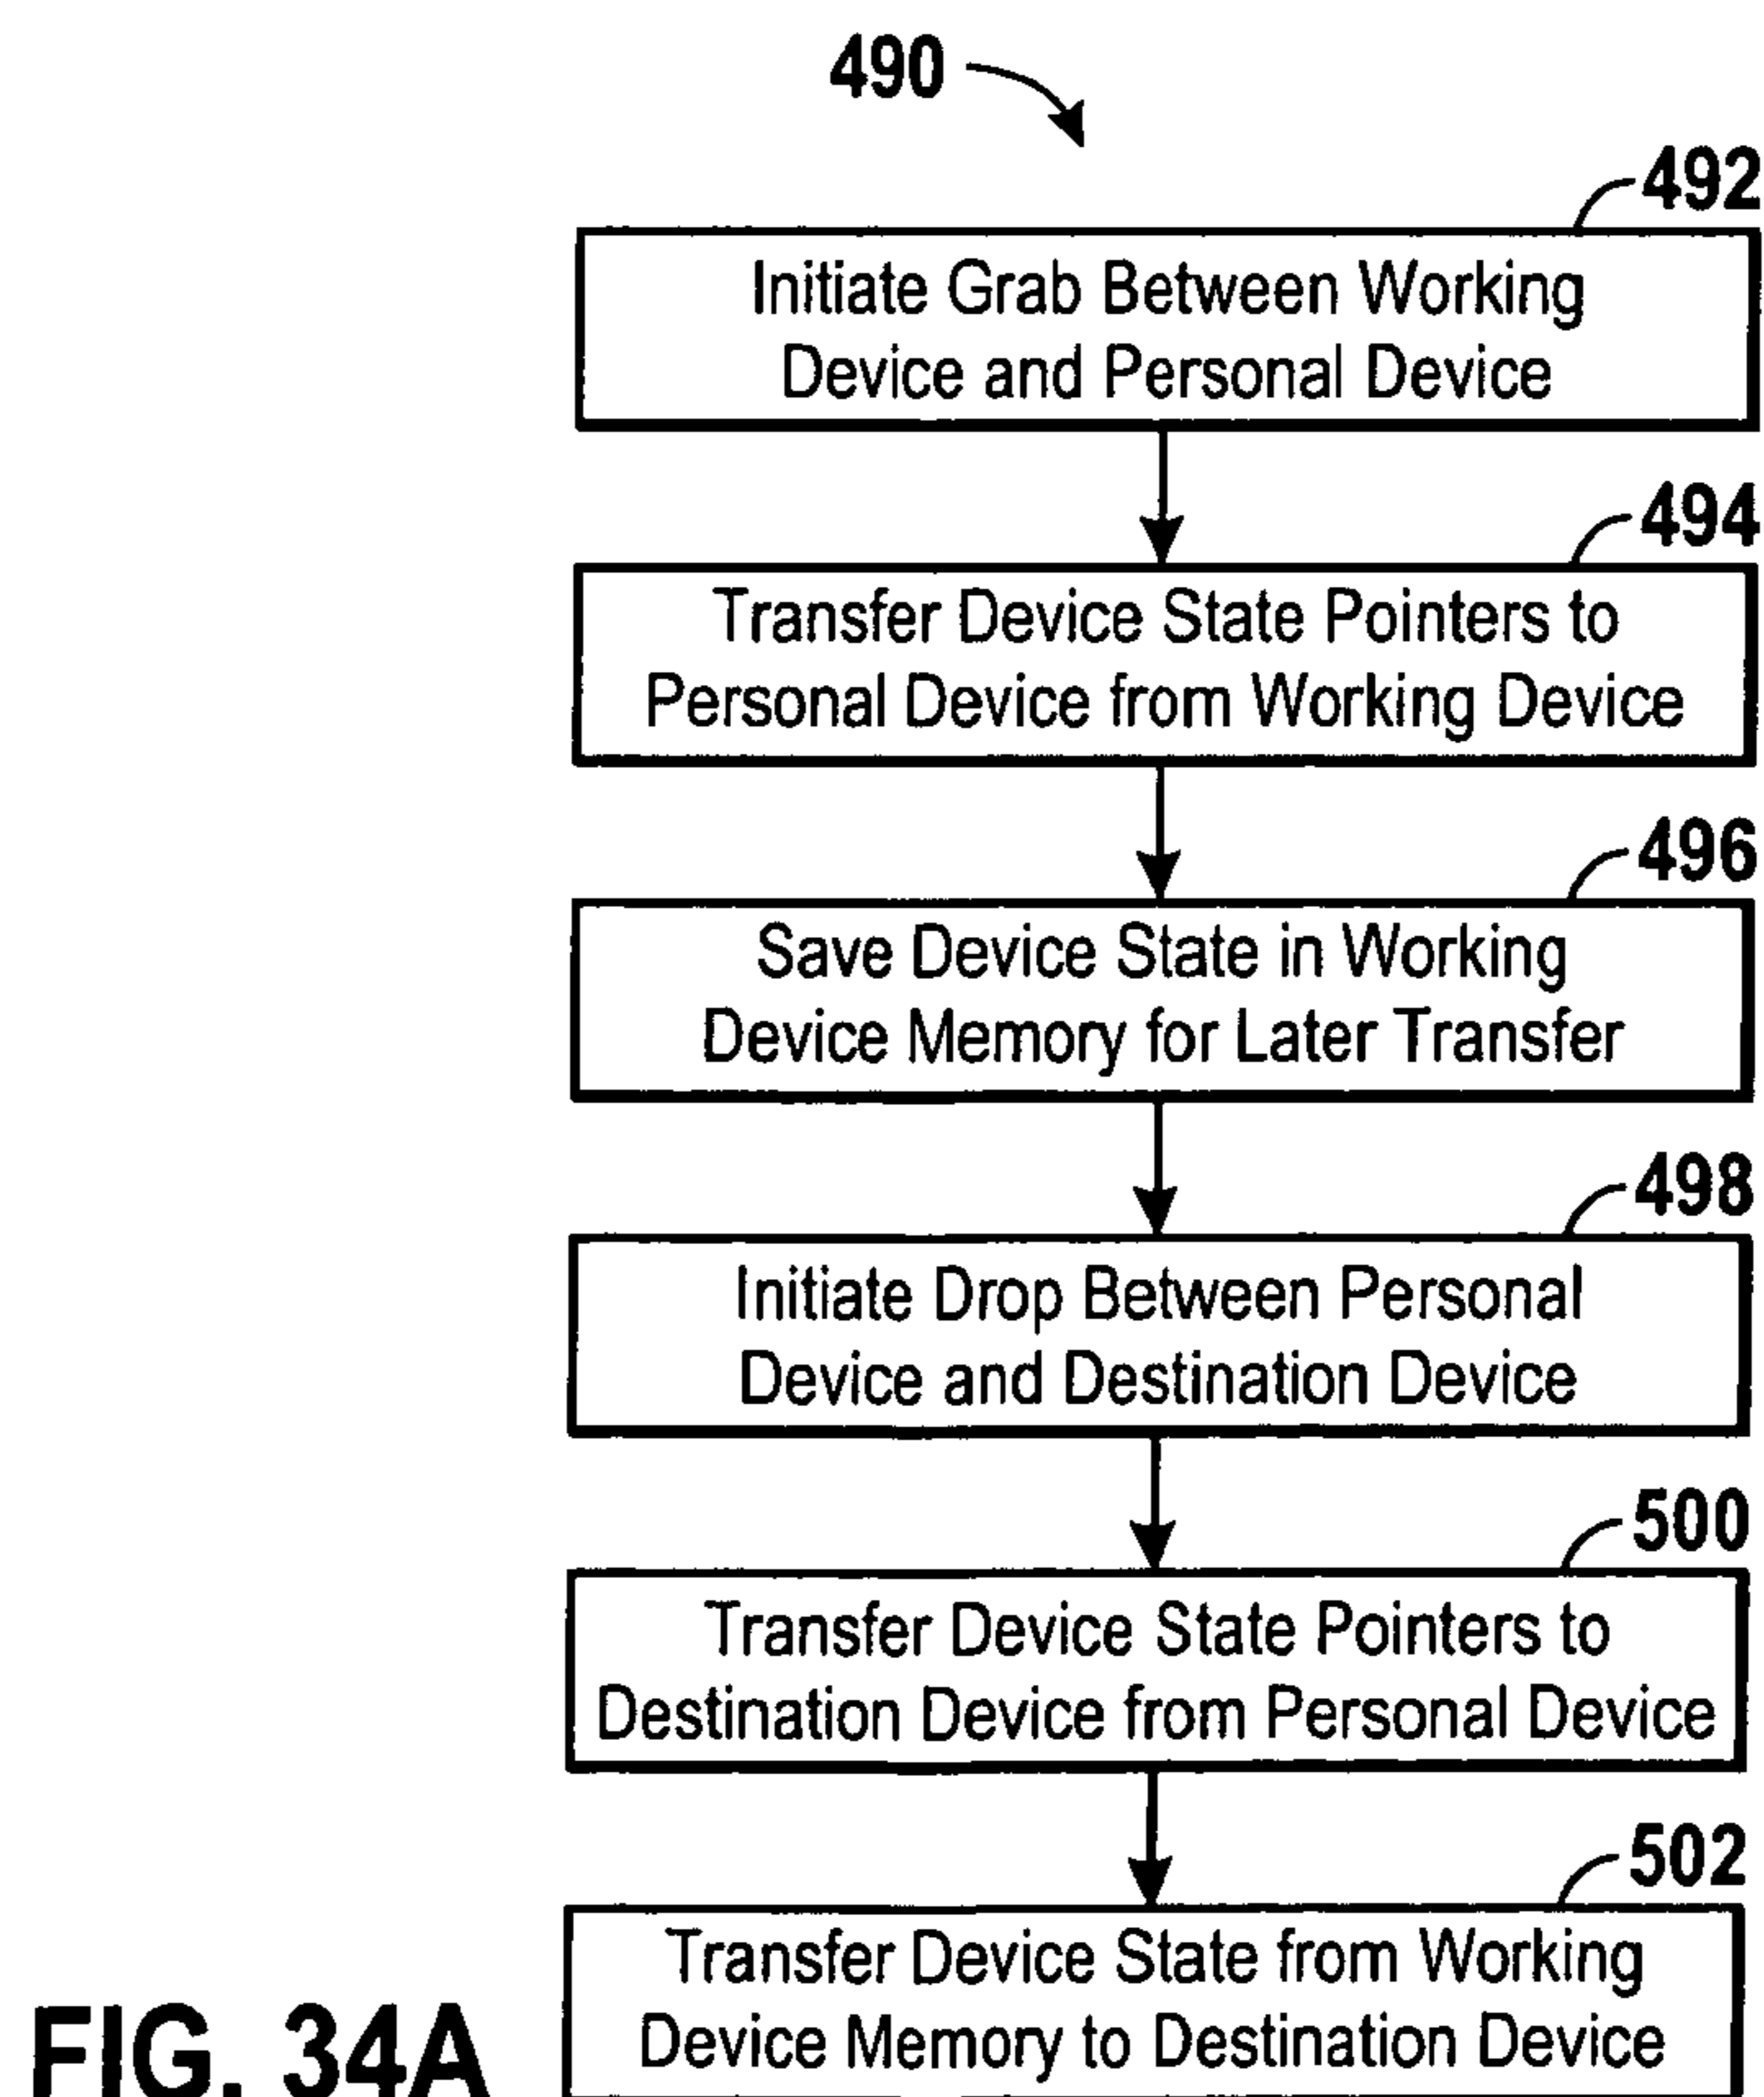 490
492
Initiate Grab Between Working
Device and Personal Device
494
Transfer Device State Pointers to
Personal Device from Working Device
496
Save Device State in Working
Device Memory for Later Transfer
498
Initiate Drop Between Personal
Device and Destination Device
500
Transfer Device State Pointers to
Destination Device from Personal Device
502
Transfer Device State from Working
Device Memory to Destination Device
FIG. 34A